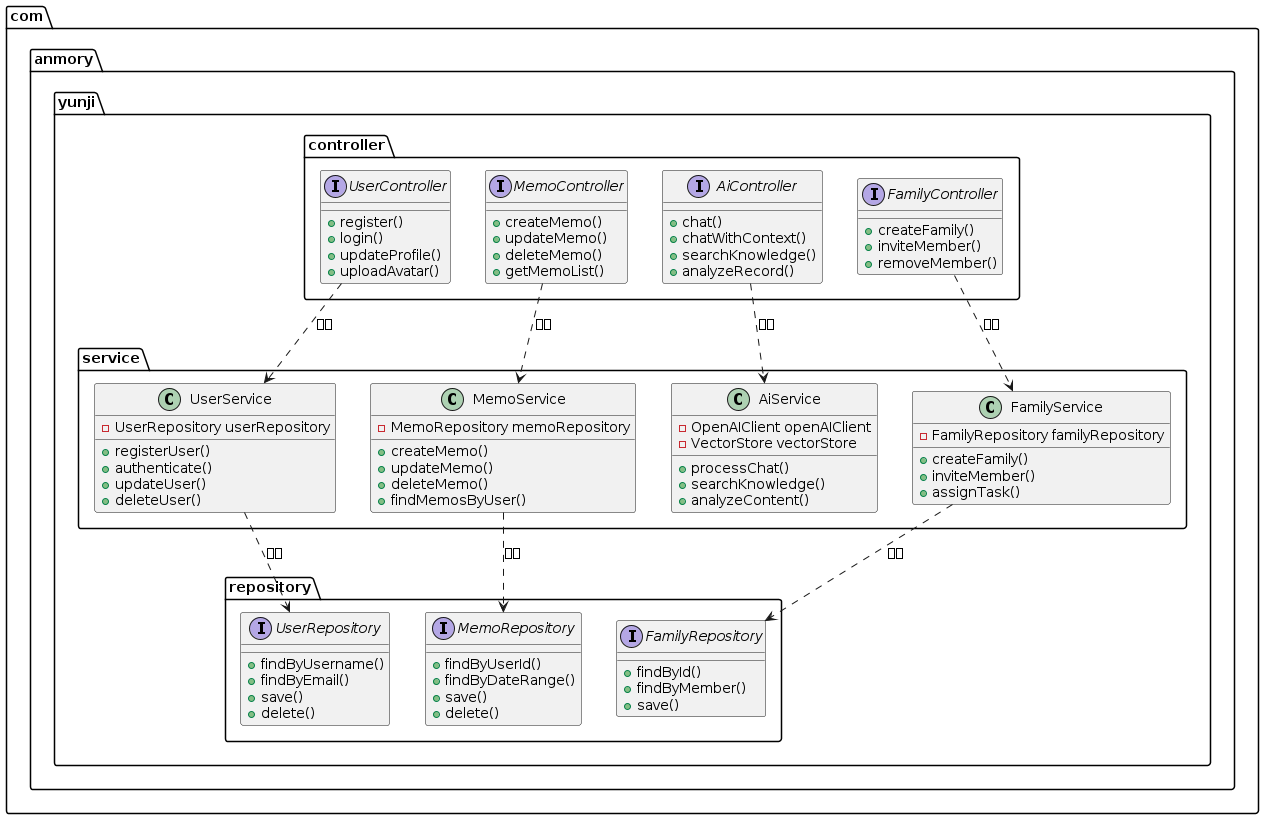 com
anmory
yunji
controller
UserController
register()
login()
updateProfile()
uploadAvatar()
MemoController
createMemo()
updateMemo()
deleteMemo()
getMemoList()
AiController
chat()
chatWithContext()
searchKnowledge()
analyzeRecord()
FamilyController
createFamily()
inviteMember()
removeMember()
service
UserService
UserRepository userRepository
registerUser()
authenticate()
updateUser()
deleteUser()
MemoService
MemoRepository memoRepository
createMemo()
updateMemo()
deleteMemo()
findMemosByUser()
AiService
OpenAIClient openAIClient
VectorStore vectorStore
processChat()
searchKnowledge()
analyzeContent()
FamilyService
FamilyRepository familyRepository
createFamily()
inviteMember()
assignTask()
repository
UserRepository
findByUsername()
findByEmail()
save()
delete()
MemoRepository
findByUserId()
findByDateRange()
save()
delete()
FamilyRepository
findById()
findByMember()
save()